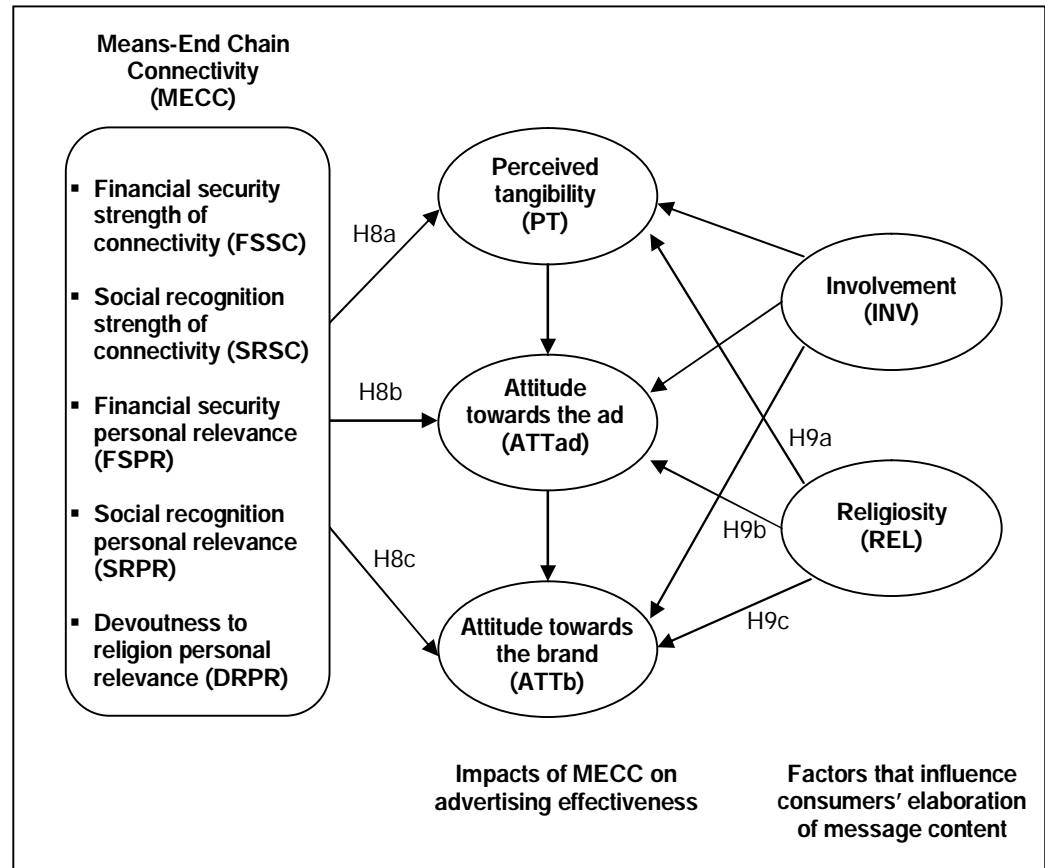 Means-End Chain
Connectivity
(MECC)
▪ Financial security
strength of
connectivity (FSSC)
▪ Social recognition
strength of
connectivity (SRSC)
▪ Financial security
personal relevance
(FSPR)
▪ Social recognition
personal relevance
(SRPR)
▪ Devoutness to
religion personal
relevance (DRPR)
H8a
H8b
H8c
Perceived
tangibility
(PT)
Attitude
towards the ad
(ATTad)
Attitude towards
the brand
(ATTb)
H9a
H9b
H9c
Involvement
(INV)
Religiosity
(REL)
Impacts of MECC on
advertising effectiveness
Factors that influence
consumers’ elaboration
of message content